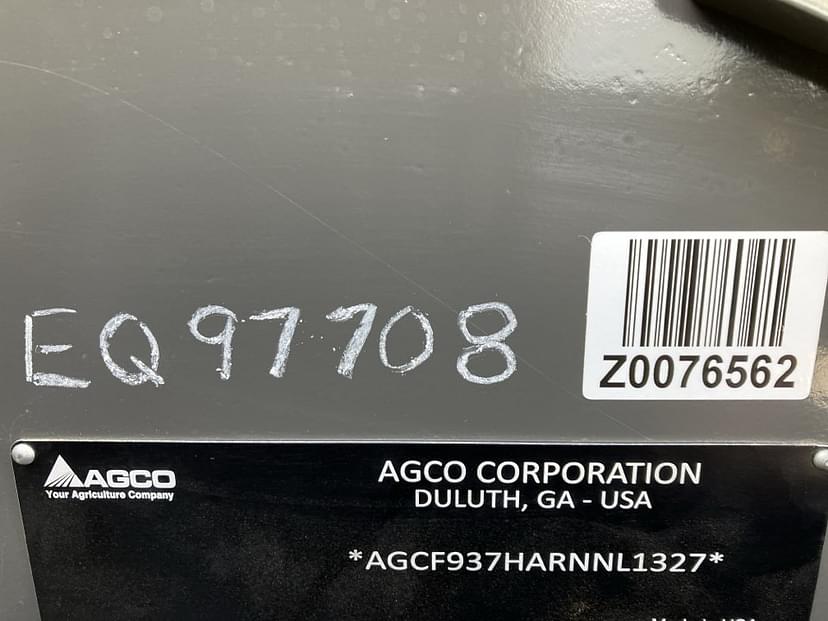 EQ97708
Z0076562
AGCO
Your Agriculture Company
AGCO CORPORATION
DULUTH, GA - USA
*AGCF937HARNNL1327*